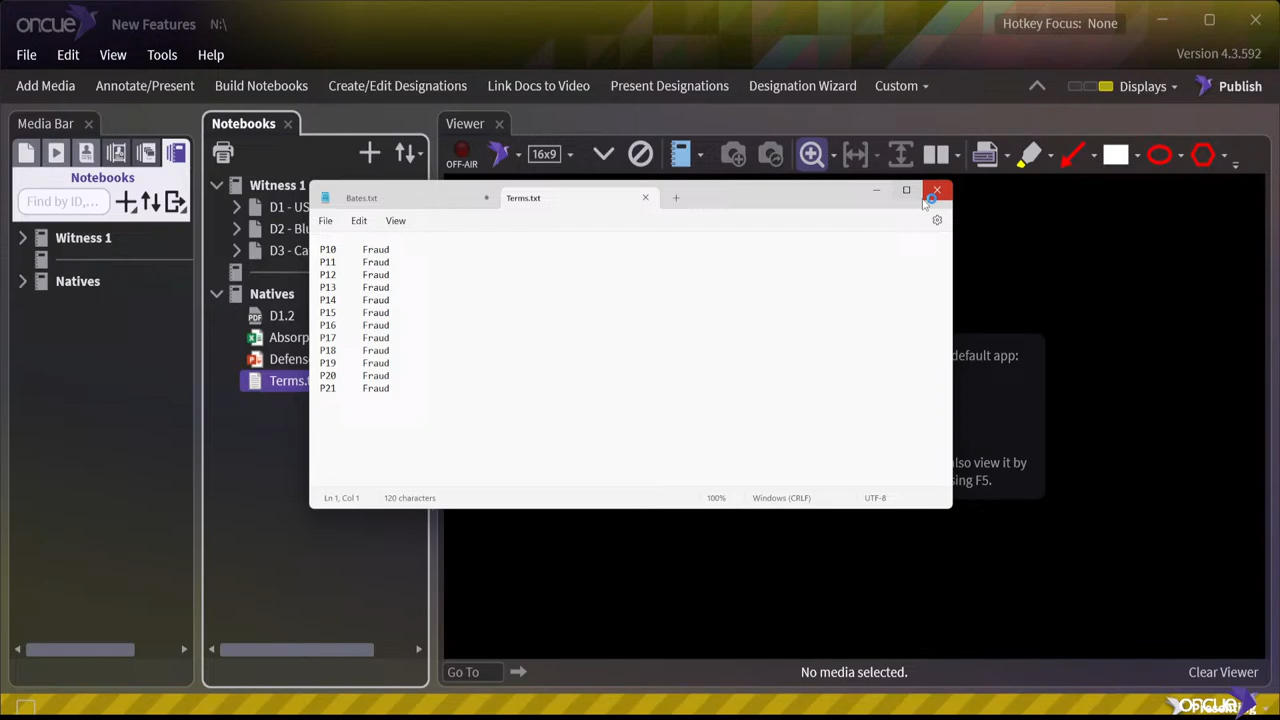 oncue New Features N:\ Hotkey Focus: None
File Edit View Tools Help Version 4.3.592
Add Media Annotate/Present Build Notebooks Create/Edit Designations Link Docs to Video Present Designations Designation Wizard Custom Displays Publish
Media Bar Notebooks Viewer
OFF-AIR 16x9
Notebooks
Find by ID,...
Witness 1
Natives
Witness 1
D1 - US
D2 - Blu
D3 - Ca
Natives
D1.2
Absorp
Defens
Terms.t
Bates.txt Terms.txt
File Edit View
P10 Fraud
P11 Fraud
P12 Fraud
P13 Fraud
P14 Fraud
P15 Fraud
P16 Fraud
P17 Fraud
P18 Fraud
P19 Fraud
P20 Fraud
P21 Fraud
Ln 1, Col 1 120 characters 100% Windows (CRLF) UTF-8
default app:
also view it by
sing F5.
Go To No media selected. Clear Viewer
oncue